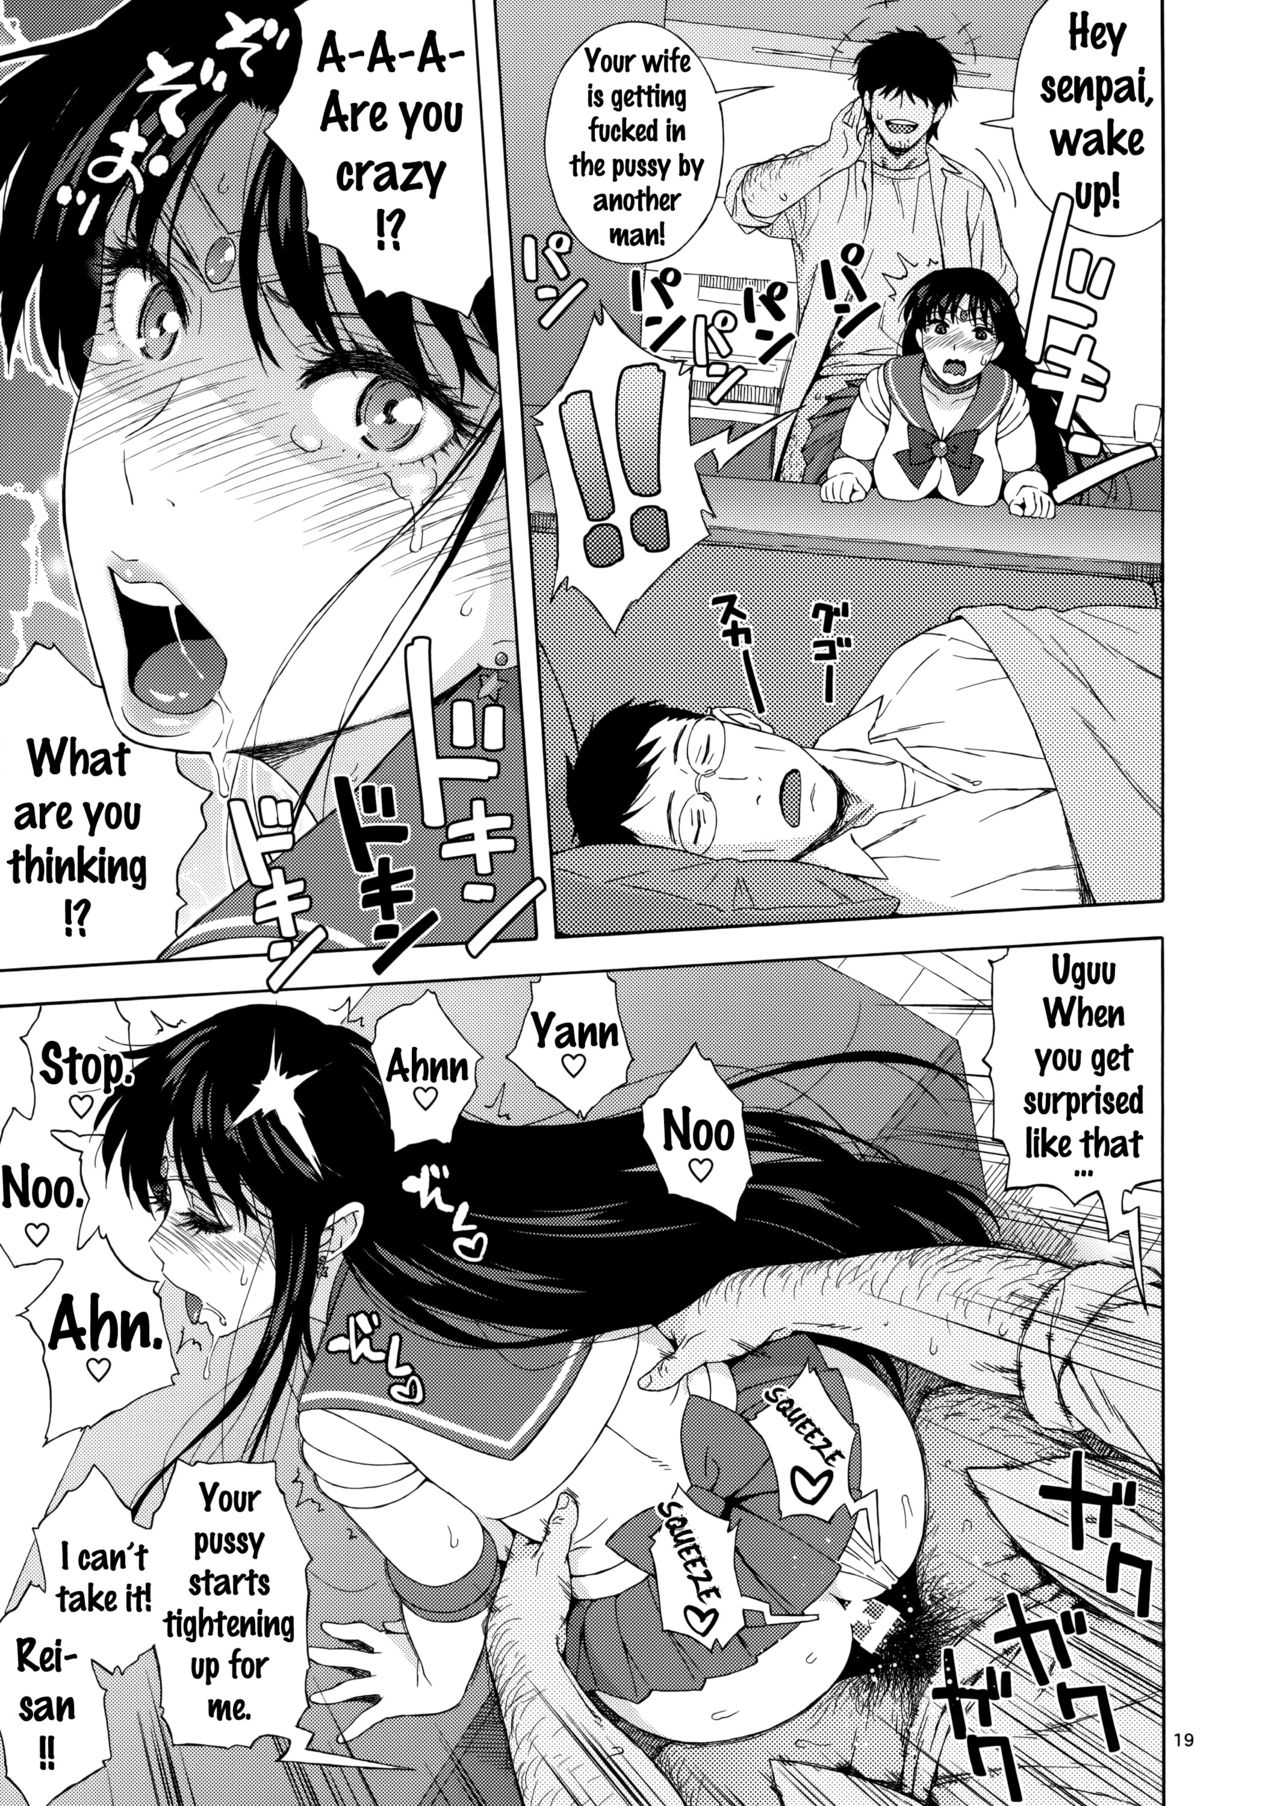 Hey
senpai,
wake
up!
Your wife
is getting
fucked in
the pussy by
another
man!
パン
パン
パン
パン
パン
ドキ
!!
グゴー
スカー
A-A-A-
Are you
crazy
!?
What
are you
thinking
!?
ドキン
ドキン
ドキン
Uguu
When
you get
surprised
like that
...
Yann
♡
Noo
♡
Ahnn
♡
Stop.
♡
Noo.
♡
Ahn.
♡
SQUEEZE
♡
SQUEEZE
♡
ガク
ガク
ガク
Your
pussy
starts
tightening
up for
me.
I can't
take it!
Rei-
san
!!
19